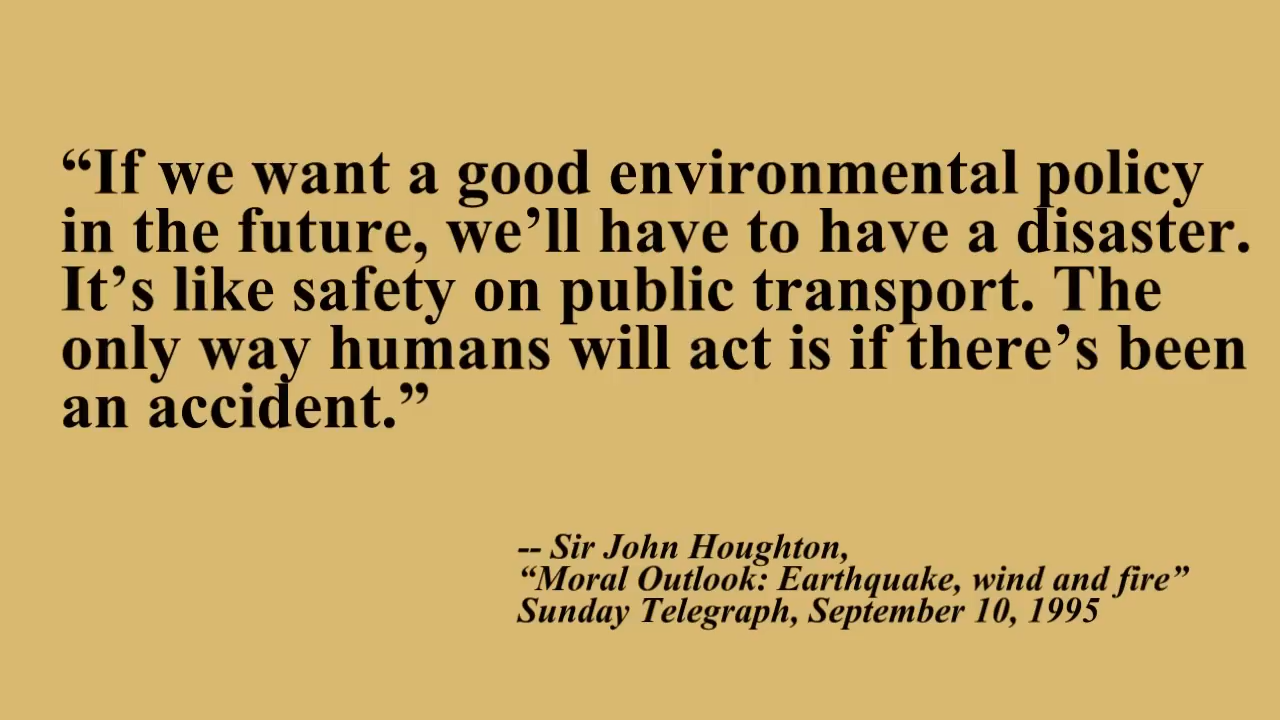 “If we want a good environmental policy
in the future, we’ll have to have a disaster.
It’s like safety on public transport. The
only way humans will act is if there’s been
an accident.”
-- Sir John Houghton,
“Moral Outlook: Earthquake, wind and fire”
Sunday Telegraph, September 10, 1995